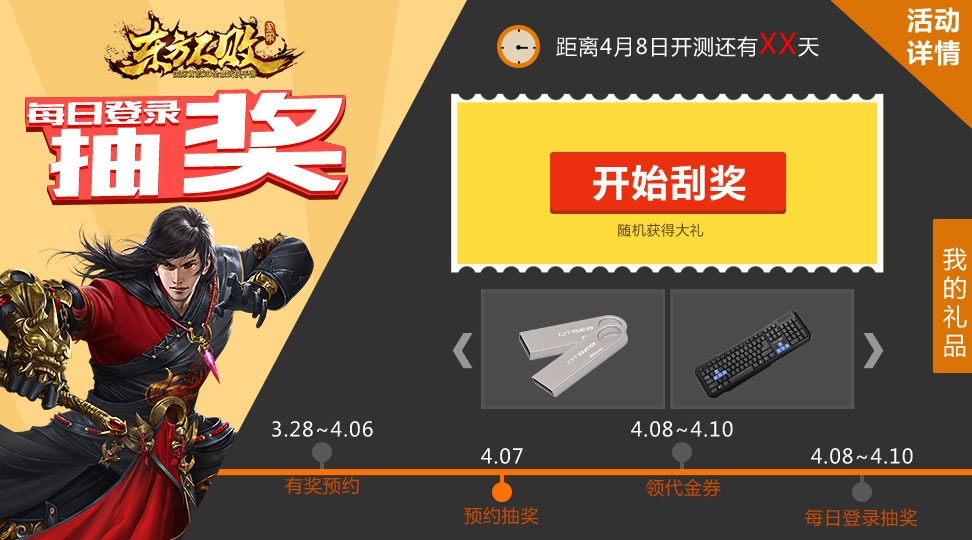 东方不败
每日登录
抽奖
距离4月8日开测还有XX天
活动
详情
开始刮奖
随机获得大礼
我的礼品
3.28~4.06
有奖预约
4.07
预约抽奖
4.08~4.10
领代金券
4.08~4.10
每日登录抽奖